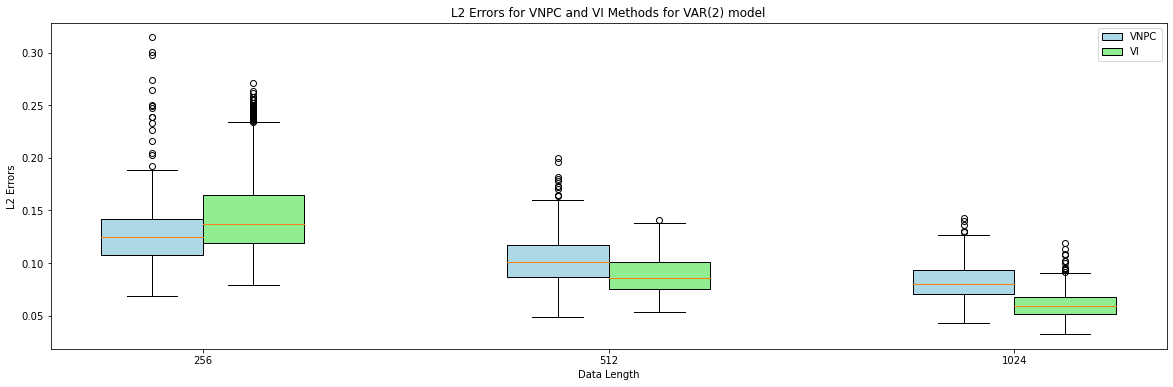 L2 Errors for VNPC and VI Methods for VAR(2) model
VNPC
VI
L2 Errors
0.30
0.25
0.20
0.15
0.10
0.05
256
512
1024
Data Length